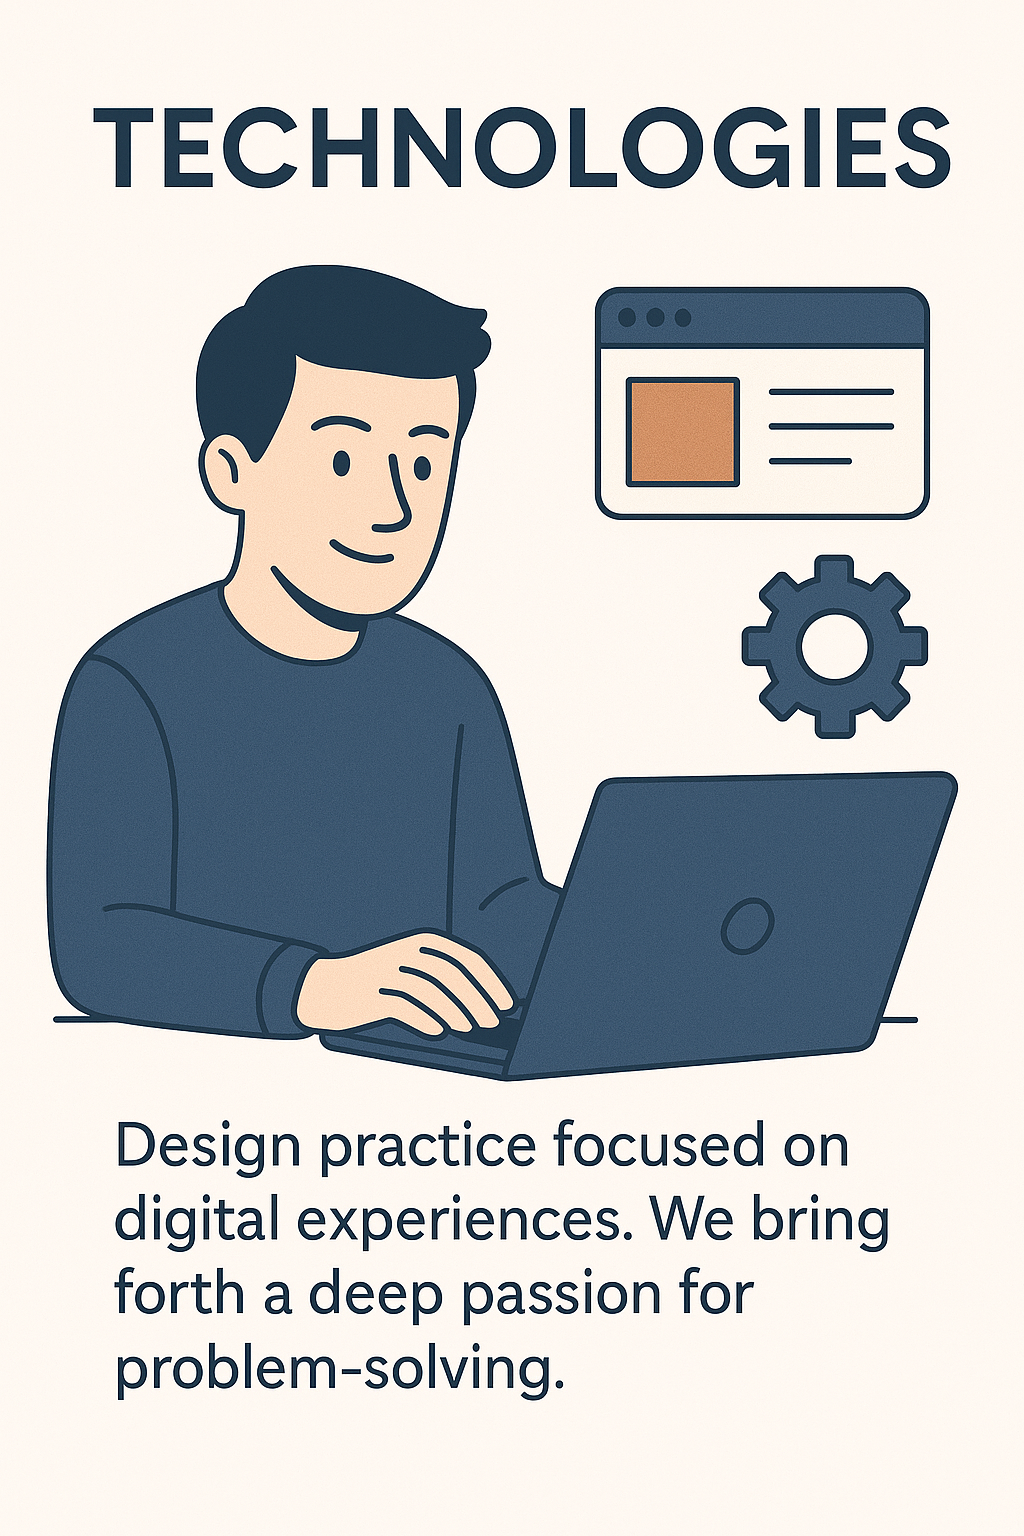 TECHNOLOGIES
Design practice focused on
digital experiences. We bring
forth a deep passion for
problem-solving.